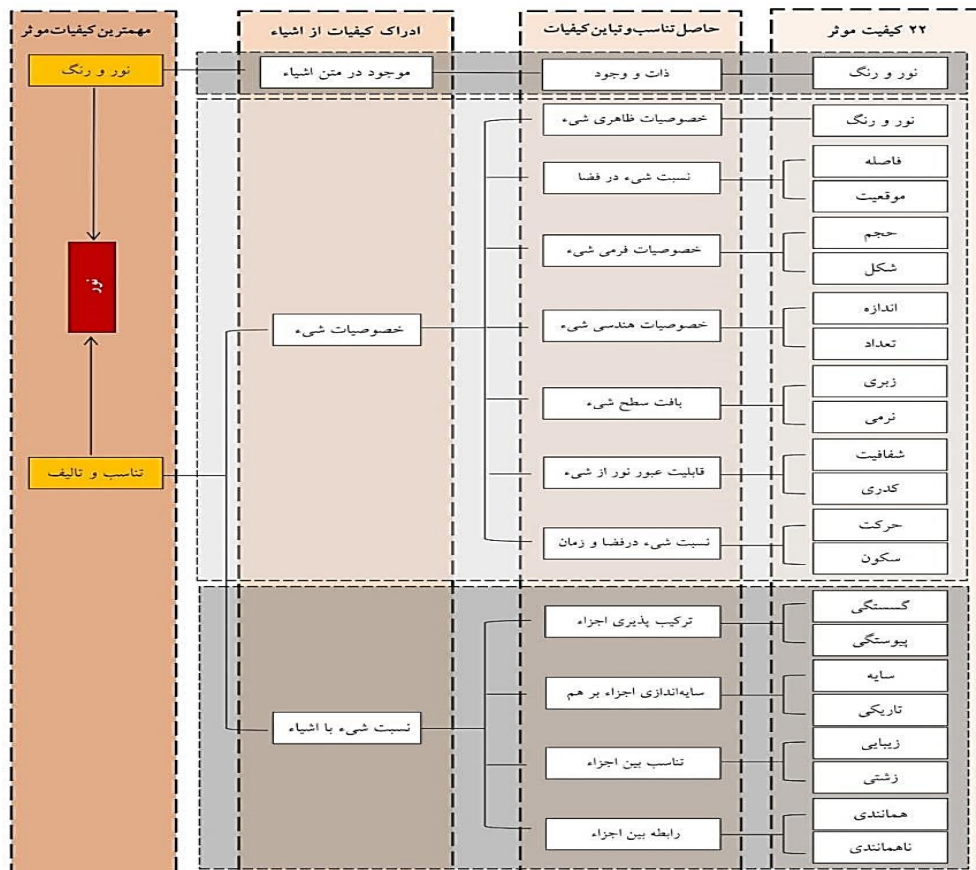 ۲۲ کیفیت موثر
حاصل تناسب و تباین کیفیات
ادراک کیفیات از اشیاء
مهمترین کیفیات موثر
نور و رنگ
ذات و وجود
موجود در متن اشیاء
نور و رنگ
نور و رنگ
خصوصیات ظاهری شیء
فاصله
نسبت شیء در فضا
موقعیت
حجم
خصوصیات فرمی شیء
شکل
نور
اندازه
خصوصیات هندسی شیء
خصوصیات شیء
تعداد
زبری
بافت سطح شیء
نرمی
شفافیت
قابلیت عبور نور از شیء
تناسب و تالیف
کدری
حرکت
نسبت شیء درفضا و زمان
سکون
گسستگی
ترکیب پذیری اجزاء
پیوستگی
سایه
سایه‌اندازی اجزاء بر هم
تاریکی
نسبت شیء با اشیاء
زیبایی
تناسب بین اجزاء
زشتی
همانندی
رابطه بین اجزاء
ناهمانندی